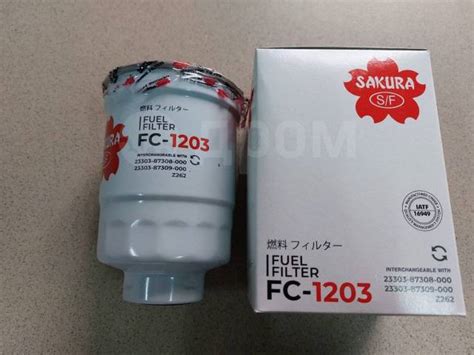 SAKURA
燃料 フィルター
FUEL
FILTER
FC-1203
INTERCHANGEABLE WITH
23303-87308-000
23303-87309-000
Z262
SAKURA
S/F
IATF
16949
燃料 フィルター
FUEL
FILTER
FC-1203
INTERCHANGEABLE WITH
23303-87308-000
23303-87309-000
Z262